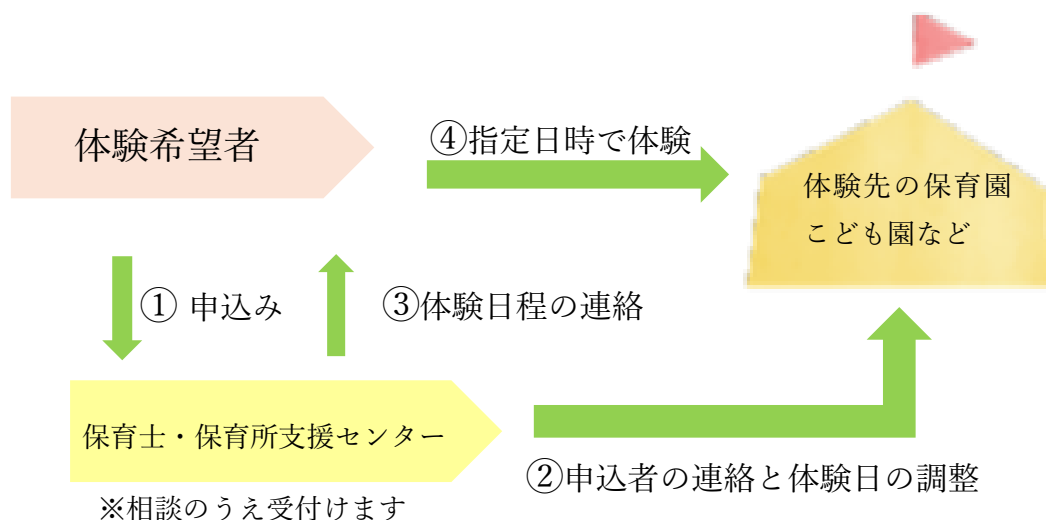 体験希望者
④指定日時で体験
体験先の保育園
こども園など
① 申込み
③体験日程の連絡
保育士・保育所支援センター
②申込者の連絡と体験日の調整
※相談のうえ受付けます